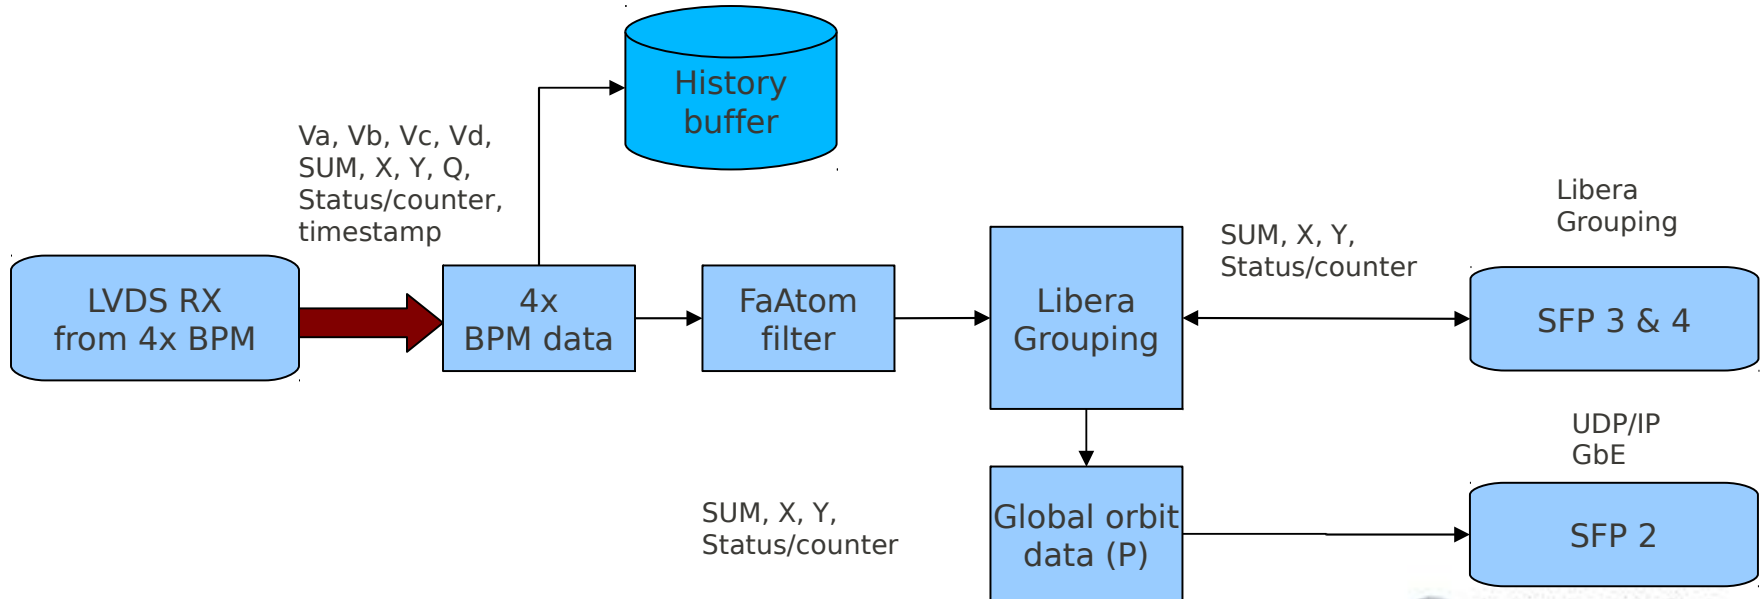 History
buffer
Va, Vb, Vc, Vd,
SUM, X, Y, Q,
Status/counter,
timestamp
LVDS RX
from 4x BPM
4x
BPM data
FaAtom
filter
Libera
Grouping
SUM, X, Y,
Status/counter
Libera
Grouping
SFP 3 & 4
UDP/IP
GbE
SUM, X, Y,
Status/counter
Global orbit
data (P)
SFP 2